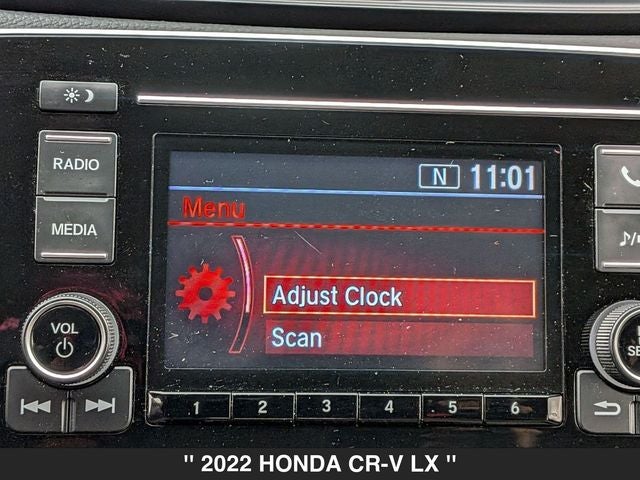 N 11:01
RADIO
Menu
MEDIA
Adjust Clock
VOL
Scan
1 2 3 4 5 6
" 2022 HONDA CR-V LX "